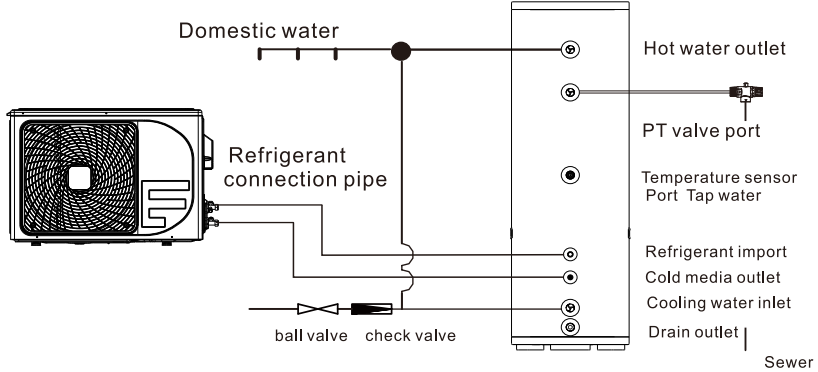 Domestic water
Hot water outlet
PT valve port
Refrigerant
connection pipe
Temperature sensor
Port Tap water
Refrigerant import
Cold media outlet
Cooling water inlet
ball valve check valve
Drain outlet
Sewer